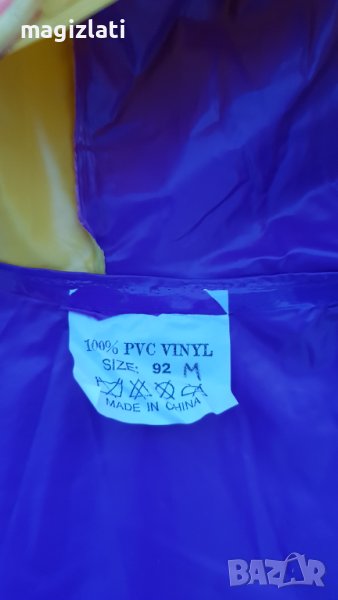 magizlati
100% PVC VINYL
SIZE: 92 M
MADE IN CHINA
BAZAR